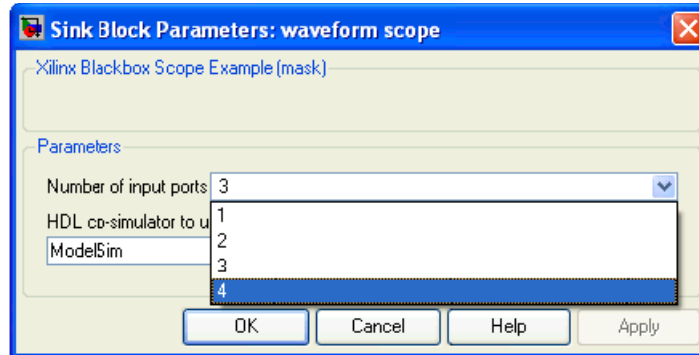 Sink Block Parameters: waveform scope
Xilinx Blackbox Scope Example (mask)
Parameters
Number of input ports 3
1
HDL co-simulator to u
2
ModelSim
3
4
OK Cancel Help Apply